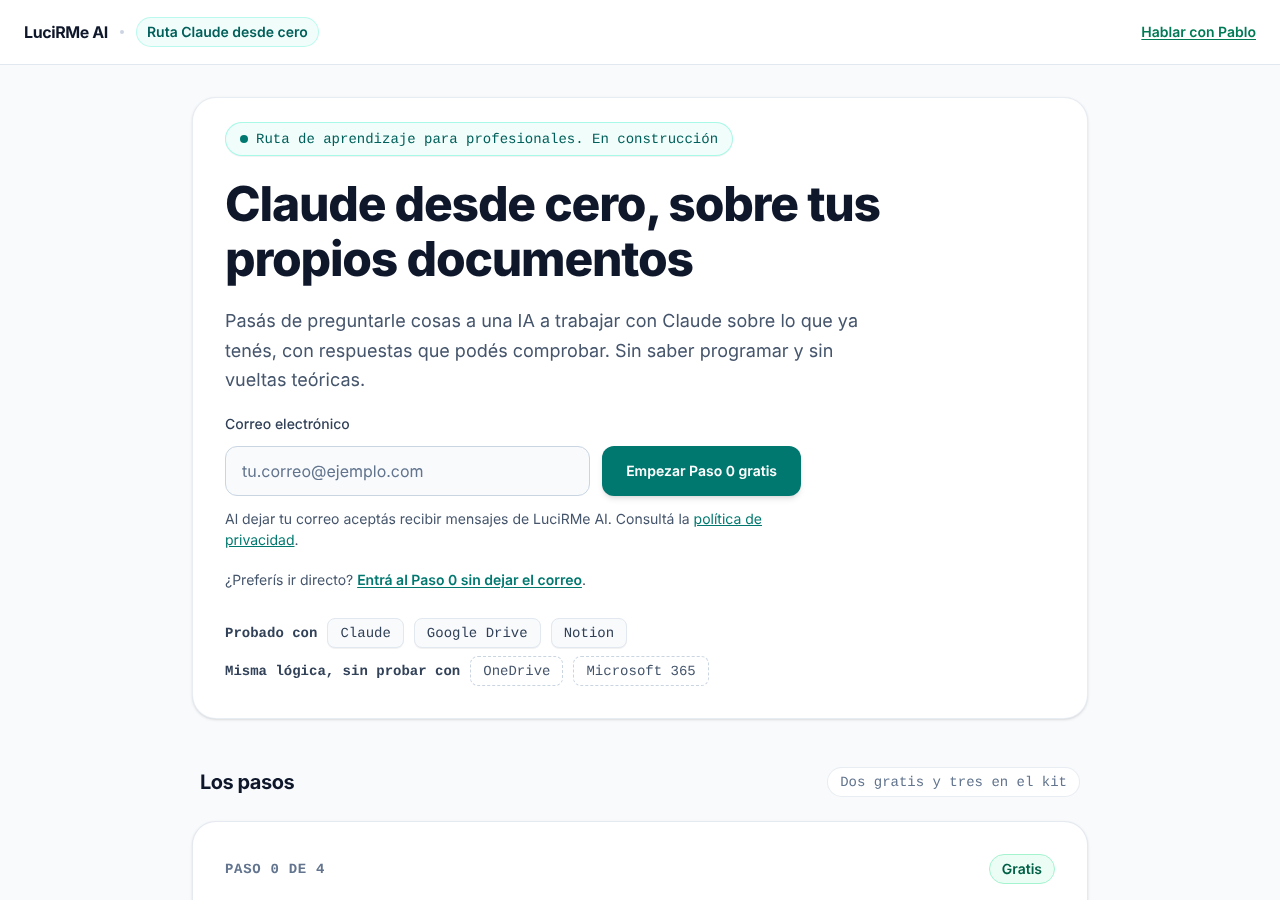 LuciRMe AI • Ruta Claude desde cero Hablar con Pablo
Ruta de aprendizaje para profesionales. En construcción
Claude desde cero, sobre tus
propios documentos
Pasás de preguntarle cosas a una IA a trabajar con Claude sobre lo que ya
tenés, con respuestas que podés comprobar. Sin saber programar y sin
vueltas teóricas.
Correo electrónico
tu.correo@ejemplo.com Empezar Paso 0 gratis
Al dejar tu correo aceptás recibir mensajes de LuciRMe AI. Consultá la política de
privacidad.
¿Preferís ir directo? Entrá al Paso 0 sin dejar el correo.
Probado con Claude Google Drive Notion
Misma lógica, sin probar con OneDrive Microsoft 365
Los pasos Dos gratis y tres en el kit
PASO 0 DE 4 Gratis